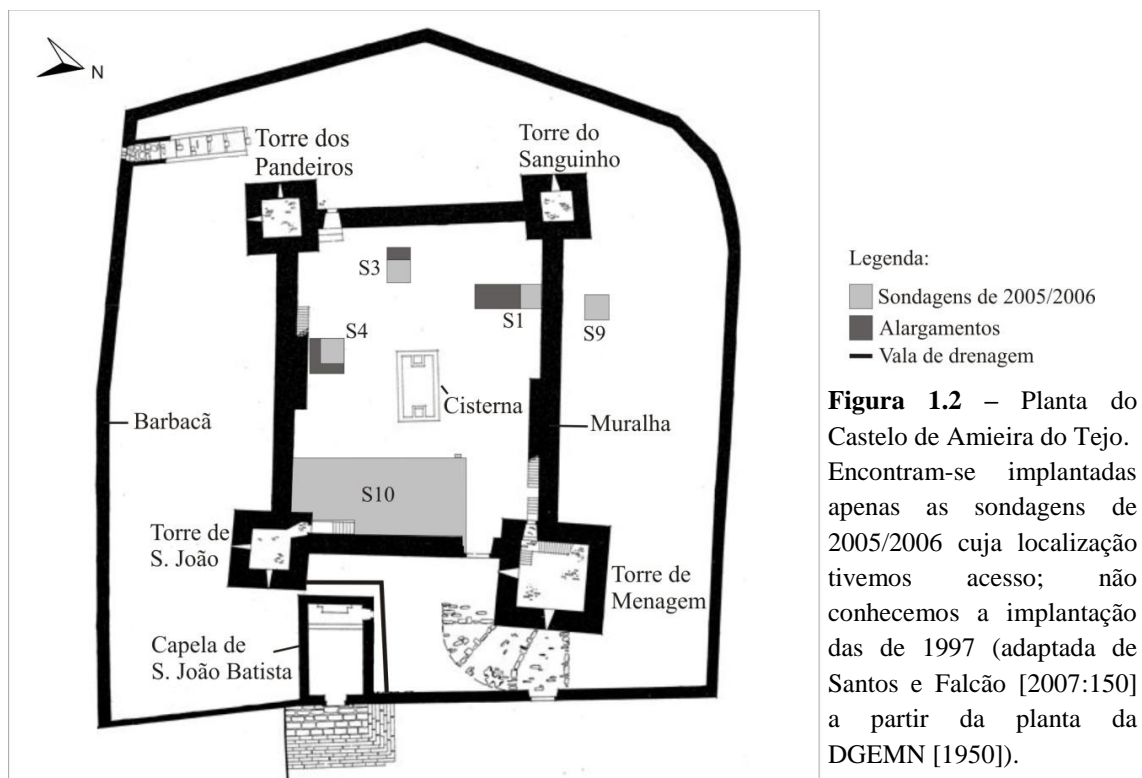 N
Torre dos
Pandeiros
Torre do
Sanguinho
S3
S1
S9
S4
Cisterna
Barbacã
Muralha
S10
Torre de
S. João
Torre de
Menagem
Capela de
S. João Batista
Legenda:
Sondagens de 2005/2006
Alargamentos
Vala de drenagem
Figura 1.2 – Planta do
Castelo de Amieira do Tejo.
Encontram-se implantadas
apenas as sondagens de
2005/2006 cuja localização
tivemos acesso; não
conhecemos a implantação
das de 1997 (adaptada de
Santos e Falcão [2007:150]
a partir da planta da
DGEMN [1950]).